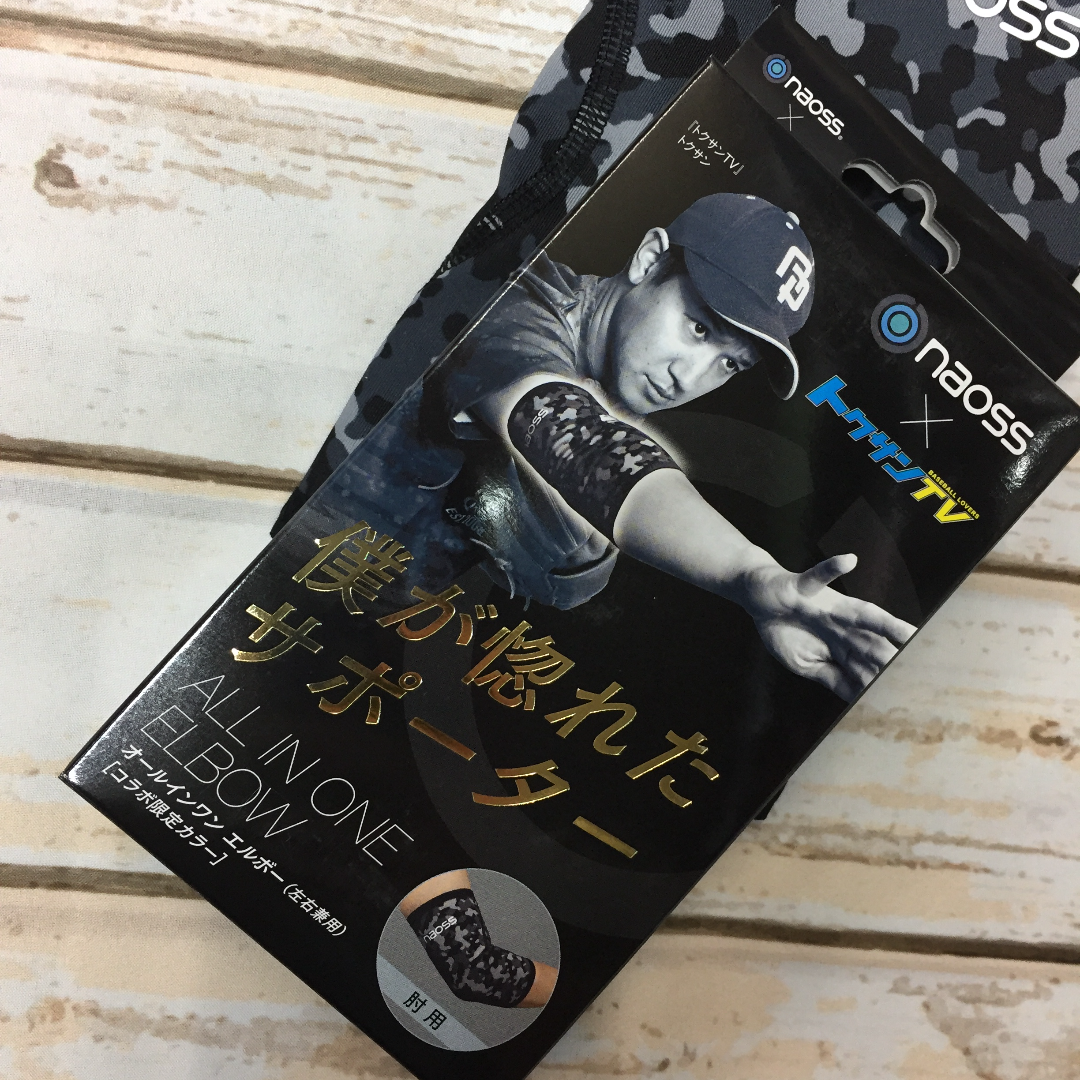 oss
naoss
×
『トクサンTV』
トクサン
naoss
×
トクサンTV
BASEBALL LOVERS
naoss
僕が惚れた
サポーター
ALL IN ONE
ELBOW
オールインワン エルボー（左右兼用）
［コラボ限定カラー］
naoss
肘用